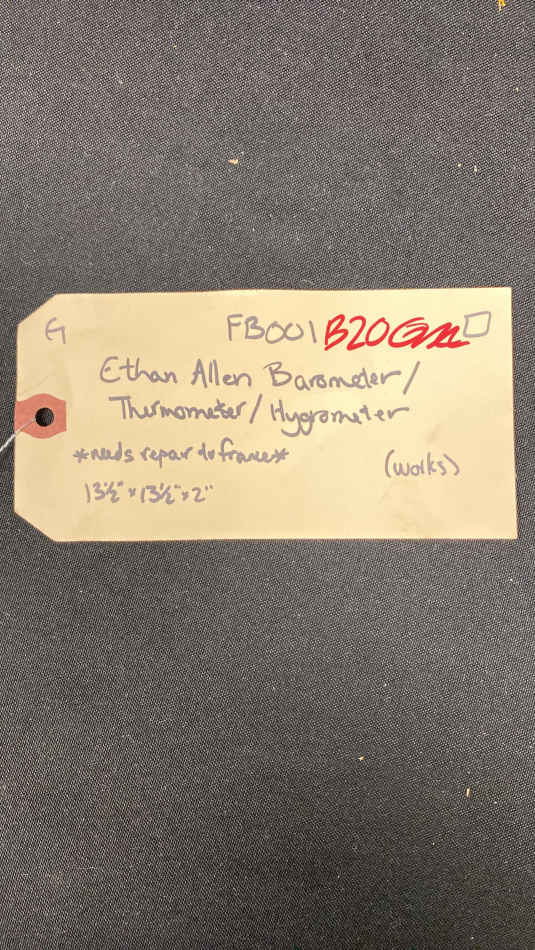 G FB001 B20
Ethan Allen Barometer/
Thermometer/Hygrometer
*needs repair to frame*
(works)
13½" x 13½" x 2"